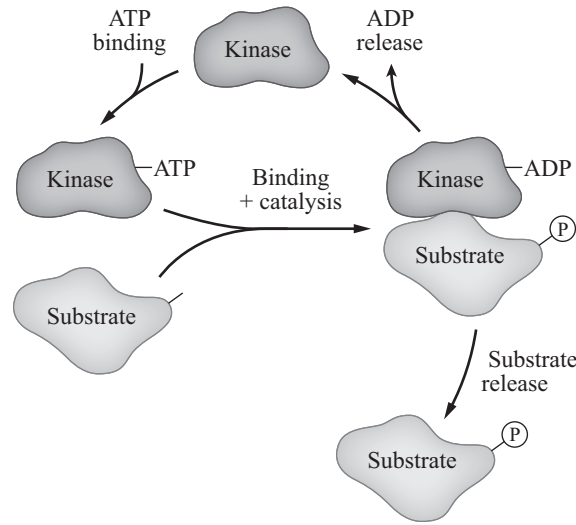 ATP
binding
Kinase
ADP
release
Kinase
ATP
Binding
+ catalysis
Kinase
ADP
P
Substrate
Substrate
Substrate
release
P
Substrate